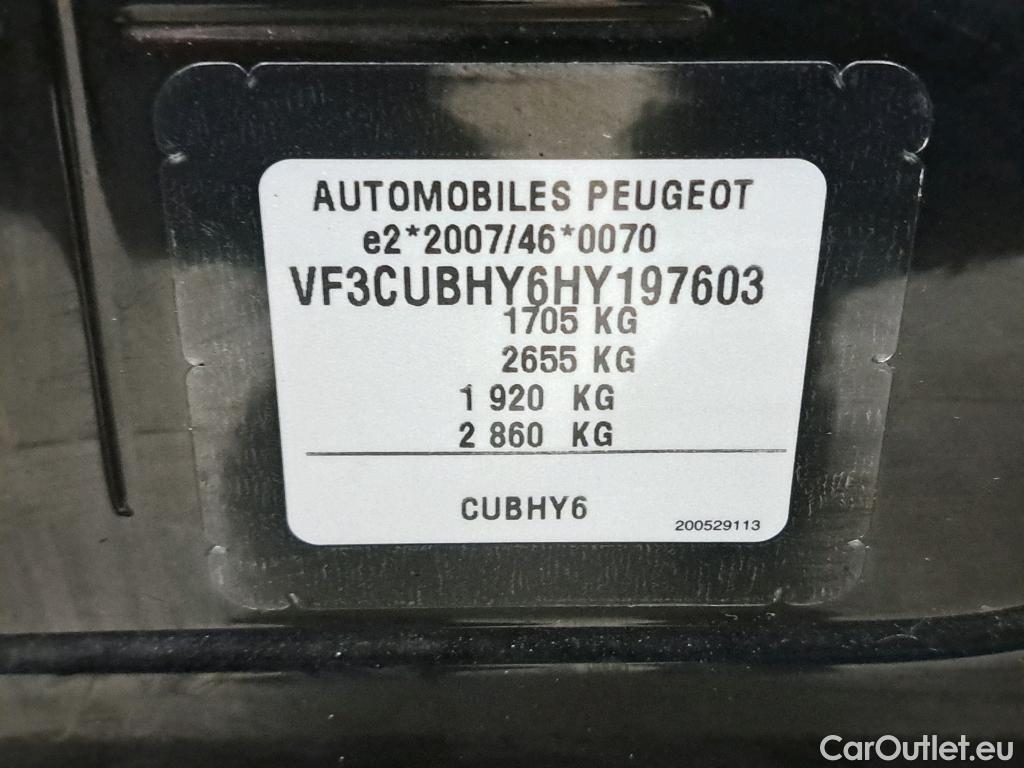 AUTOMOBILES PEUGEOT
e2*2007/46*0070
VF3CUBHY6HY197603
1705 KG
2655 KG
1 920 KG
2 860 KG
CUBHY6
200529113
CarOutlet.eu